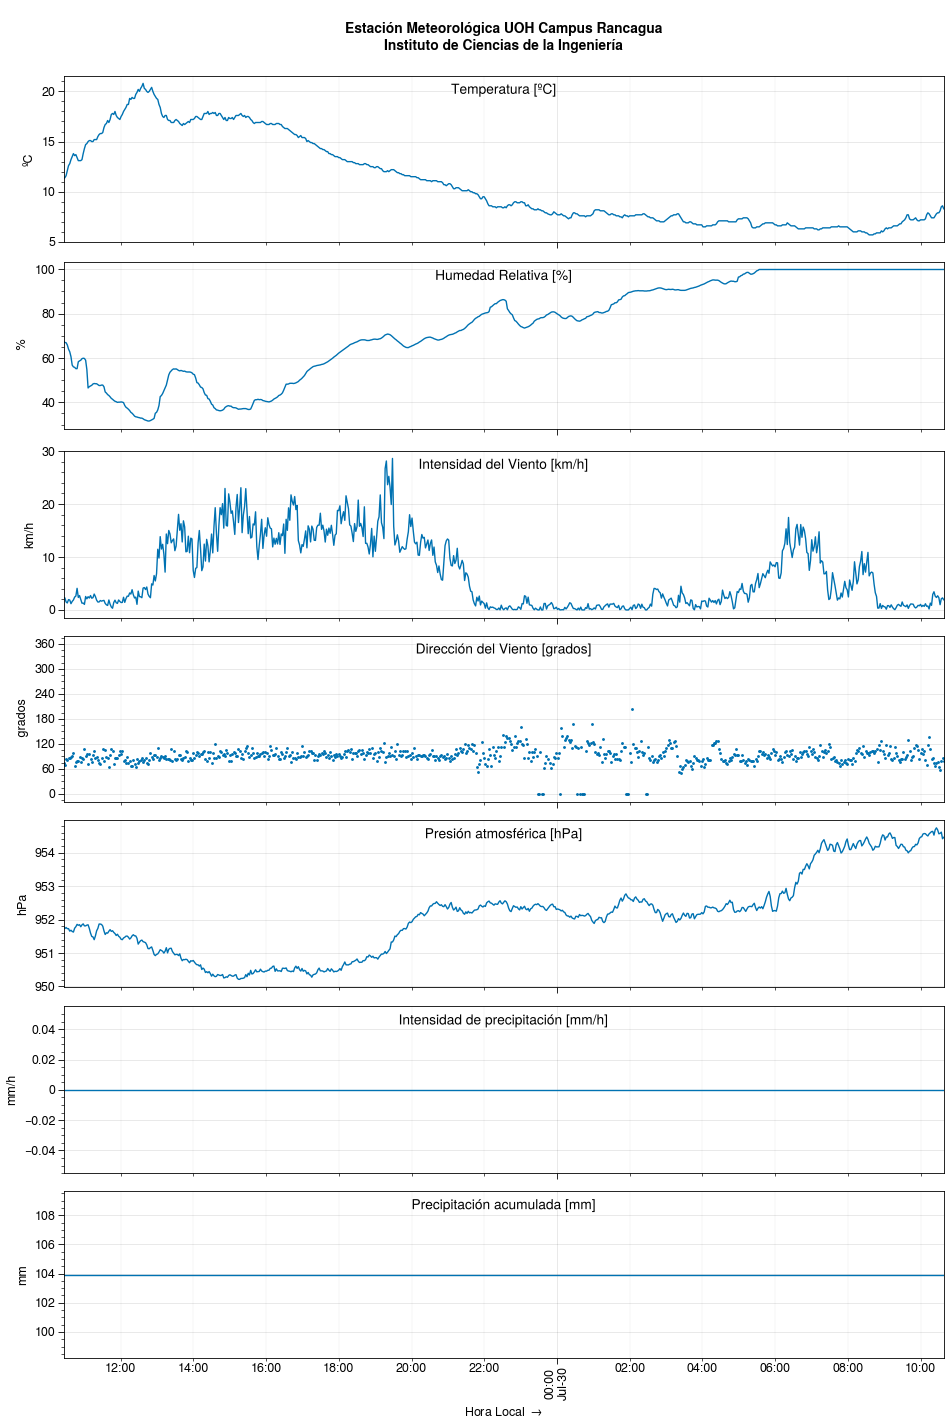 Estación Meteorológica UOH Campus Rancagua
Instituto de Ciencias de la Ingeniería
Temperatura [ºC]
20
15
10
5
ºC
Humedad Relativa [%]
100
80
60
40
%
Intensidad del Viento [km/h]
30
20
10
0
km/h
Dirección del Viento [grados]
360
300
240
180
120
60
0
grados
Presión atmosférica [hPa]
954
953
952
951
950
hPa
Intensidad de precipitación [mm/h]
0.04
0.02
0
−0.02
−0.04
mm/h
Precipitación acumulada [mm]
108
106
104
102
100
mm
12:00 14:00 16:00 18:00 20:00 22:00 00:00 02:00 04:00 06:00 08:00 10:00
Jul-30
Hora Local →